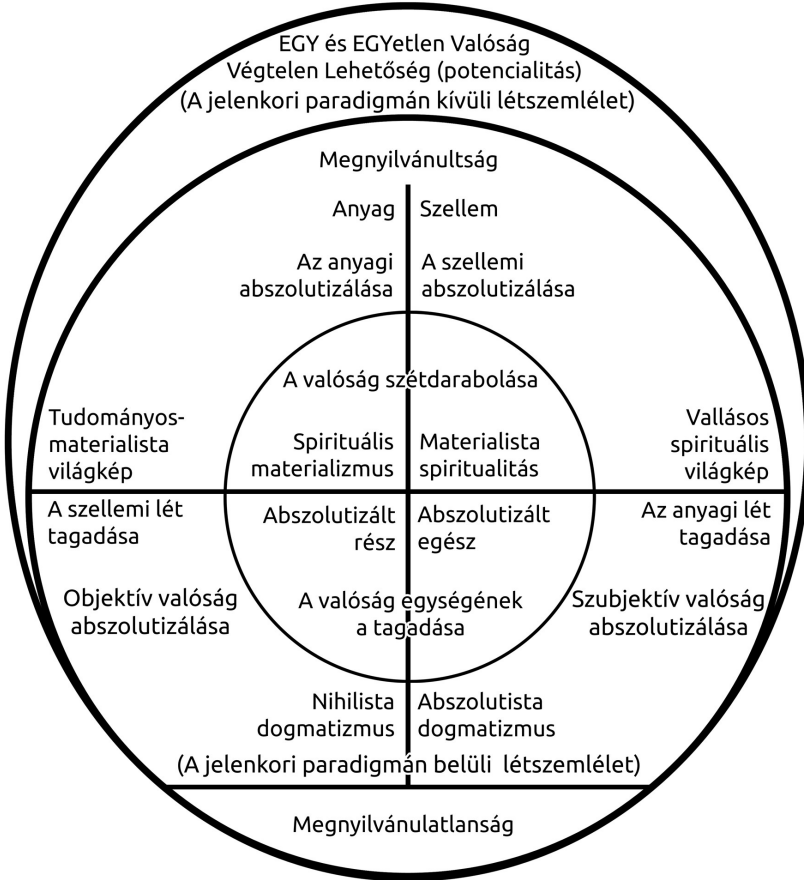 EGY és EGYetlen Valóság
Végtelen Lehetőség (potencialitás)
(A jelenkori paradigmán kívüli létszemlélet)
Megnyilvánultság
Anyag
Szellem
Az anyagi
abszolutizálása
A szellemi
abszolutizálása
A valóság szétdarabolása
Tudományos-
materialista
világkép
Spirituális
materializmus
Materialista
spiritualitás
Vallásos
spirituális
világkép
A szellemi lét
tagadása
Abszolutizált
rész
Abszolutizált
egész
Az anyagi lét
tagadása
Objektív valóság
abszolutizálása
A valóság egységének
a tagadása
Szubjektív valóság
abszolutizálása
Nihilista
dogmatizmus
Abszolutista
dogmatizmus
(A jelenkori paradigmán belüli létszemlélet)
Megnyilvánulatlanság